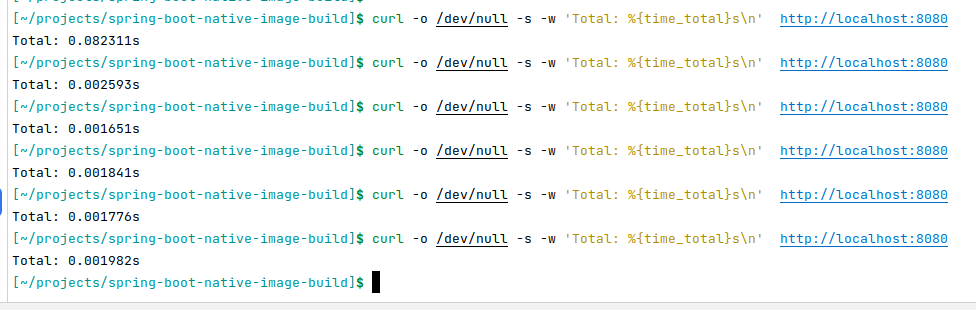 [~/projects/spring-boot-native-image-build]$ curl -o /dev/null -s -w 'Total: %{time_total}s\n'  http://localhost:8080
Total: 0.082311s
[~/projects/spring-boot-native-image-build]$ curl -o /dev/null -s -w 'Total: %{time_total}s\n'  http://localhost:8080
Total: 0.002593s
[~/projects/spring-boot-native-image-build]$ curl -o /dev/null -s -w 'Total: %{time_total}s\n'  http://localhost:8080
Total: 0.001651s
[~/projects/spring-boot-native-image-build]$ curl -o /dev/null -s -w 'Total: %{time_total}s\n'  http://localhost:8080
Total: 0.001841s
[~/projects/spring-boot-native-image-build]$ curl -o /dev/null -s -w 'Total: %{time_total}s\n'  http://localhost:8080
Total: 0.001776s
[~/projects/spring-boot-native-image-build]$ curl -o /dev/null -s -w 'Total: %{time_total}s\n'  http://localhost:8080
Total: 0.001982s
[~/projects/spring-boot-native-image-build]$